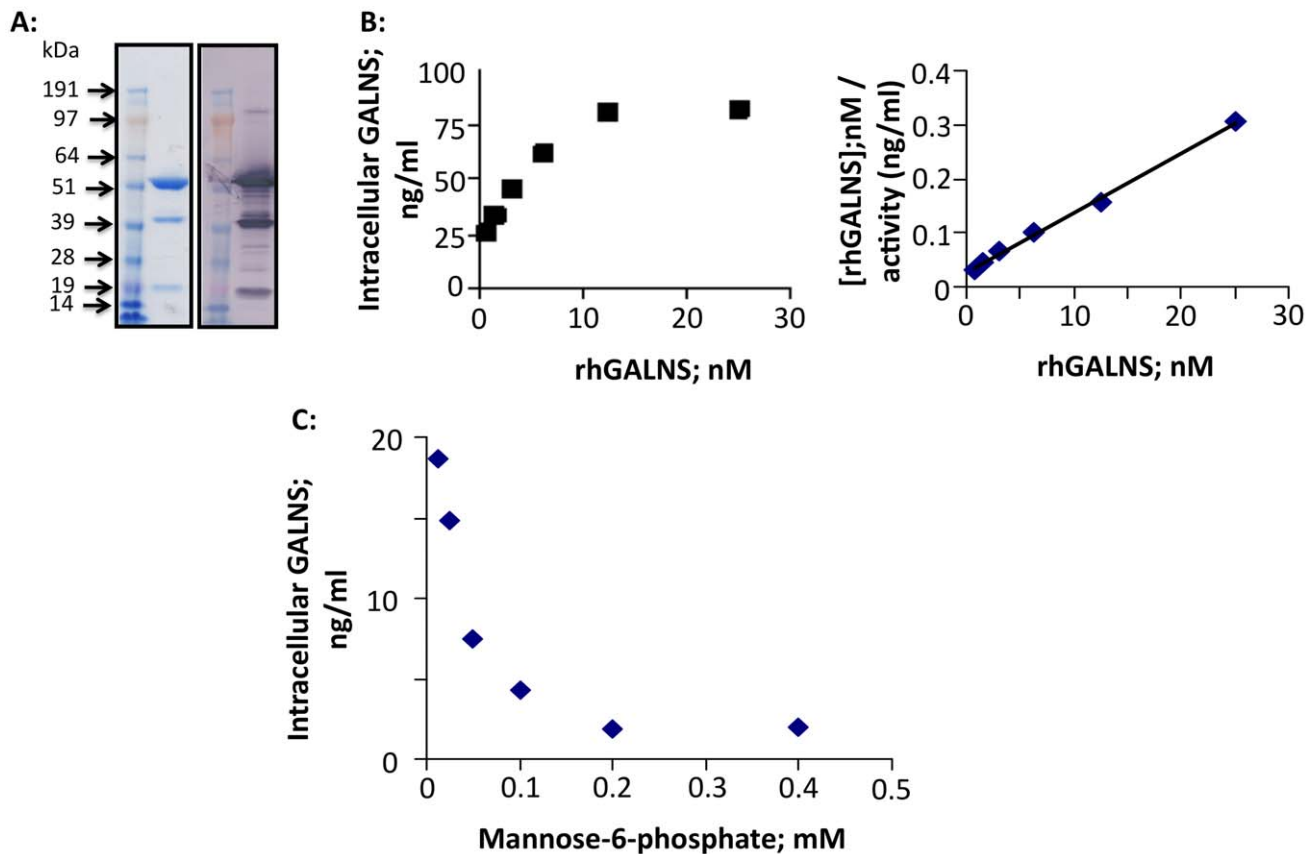 A:
kDa
191
97
64
51
39
28
19
14
B:
Intracellular GALNS;
ng/ml
100
75
50
25
0
0 10 20 30
rhGALNS; nM
[rhGALNS];nM /
activity (ng/ml)
0.4
0.3
0.2
0.1
0
0 10 20 30
rhGALNS; nM
C:
Intracellular GALNS;
ng/ml
20
10
0
0 0.1 0.2 0.3 0.4 0.5
Mannose-6-phosphate; mM